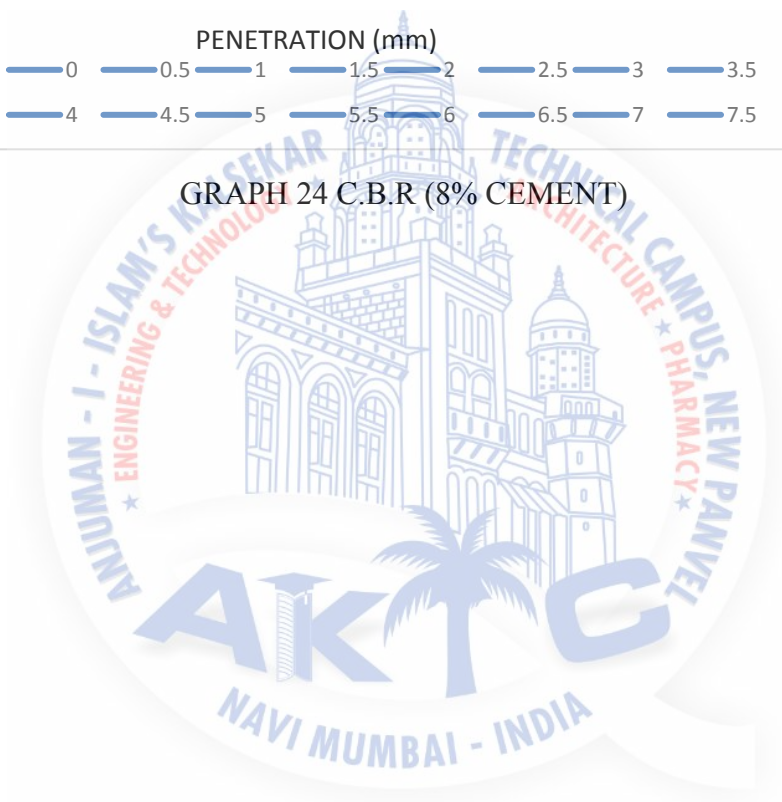 PENETRATION (mm)
0 0.5 1 1.5 2 2.5 3 3.5
4 4.5 5 5.5 6 6.5 7 7.5
GRAPH 24 C.B.R (8% CEMENT)
ANJUMAN - I - ISLAM'S KALSEKAR TECHNICAL CAMPUS, NEW PANVEL
★ ENGINEERING & TECHNOLOGY ★ ARCHITECTURE ★ PHARMACY ★
AKTC
NAVI MUMBAI - INDIA